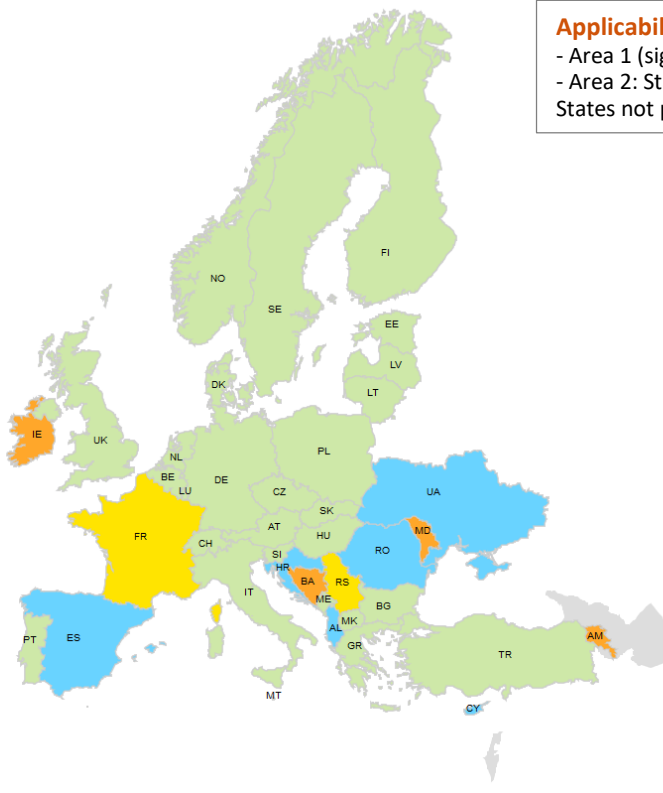 Applicabil
- Area 1 (sig
- Area 2: St
States not p
NO
FI
SE
EE
LV
LT
DK
IE
UK
NL
BE
LU
DE
PL
CZ
SK
UA
FR
CH
AT
HU
MD
RO
SI
HR
BA
RS
IT
ME
BG
MK
AL
GR
PT
ES
TR
AM
MT
CY